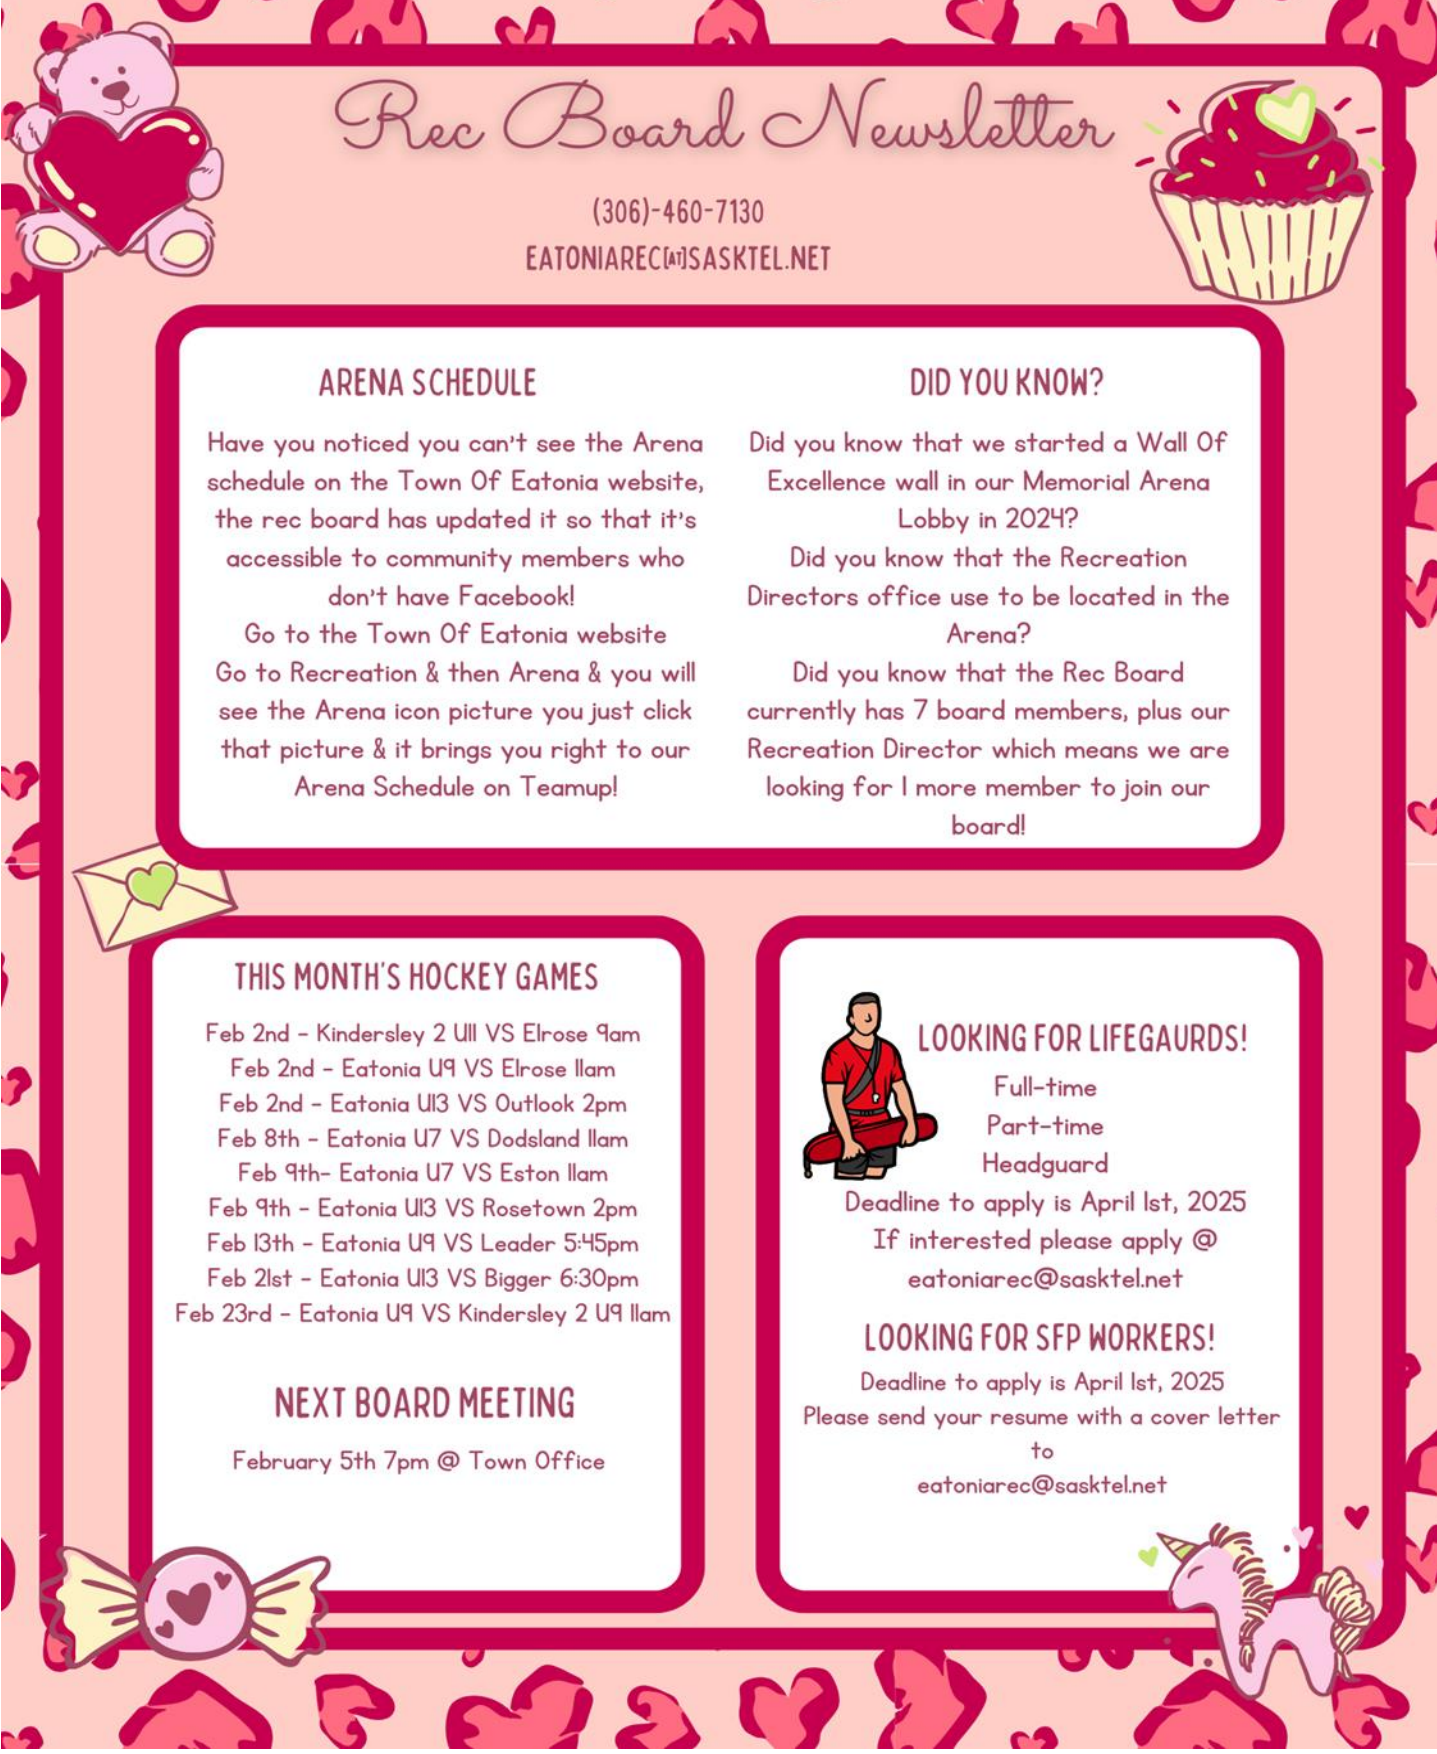 Rec Board Newsletter
(306)-460-7130
EATONIAREC[AT]SASKTEL.NET
ARENA SCHEDULE
Have you noticed you can't see the Arena
schedule on the Town Of Eatonia website,
the rec board has updated it so that it's
accessible to community members who
don't have Facebook!
Go to the Town Of Eatonia website
Go to Recreation & then Arena & you will
see the Arena icon picture you just click
that picture & it brings you right to our
Arena Schedule on Teamup!
DID YOU KNOW?
Did you know that we started a Wall Of
Excellence wall in our Memorial Arena
Lobby in 2024?
Did you know that the Recreation
Directors office use to be located in the
Arena?
Did you know that the Rec Board
currently has 7 board members, plus our
Recreation Director which means we are
looking for 1 more member to join our
board!
THIS MONTH'S HOCKEY GAMES
Feb 2nd - Kindersley 2 U11 VS Elrose 9am
Feb 2nd - Eatonia U9 VS Elrose 11am
Feb 2nd - Eatonia U13 VS Outlook 2pm
Feb 8th - Eatonia U7 VS Dodsland 11am
Feb 9th- Eatonia U7 VS Eston 11am
Feb 9th - Eatonia U13 VS Rosetown 2pm
Feb 13th - Eatonia U9 VS Leader 5:45pm
Feb 21st - Eatonia U13 VS Bigger 6:30pm
Feb 23rd - Eatonia U9 VS Kindersley 2 U9 11am
NEXT BOARD MEETING
February 5th 7pm @ Town Office
LOOKING FOR LIFEGAURDS!
Full-time
Part-time
Headguard
Deadline to apply is April 1st, 2025
If interested please apply @
eatoniarec@sasktel.net
LOOKING FOR SFP WORKERS!
Deadline to apply is April 1st, 2025
Please send your resume with a cover letter
to
eatoniarec@sasktel.net